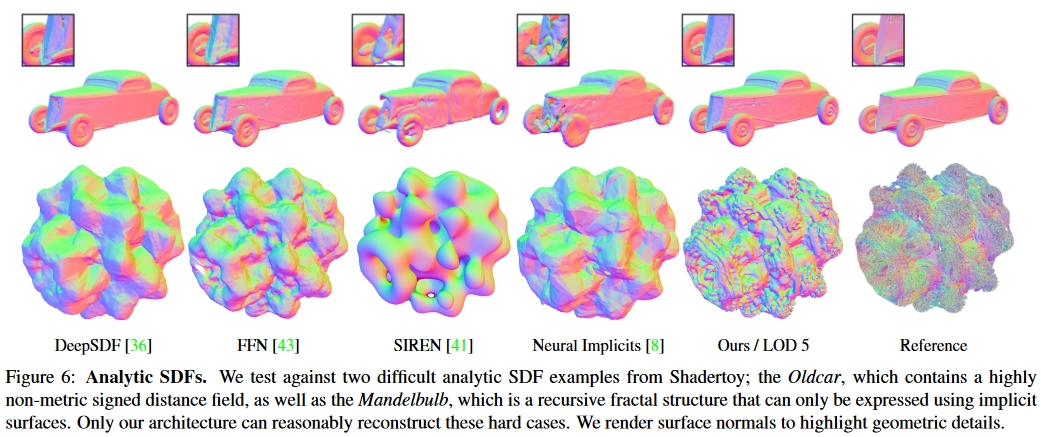 DeepSDF [36] FFN [43] SIREN [41] Neural Implicits [8] Ours / LOD 5 Reference
Figure 6: Analytic SDFs. We test against two difficult analytic SDF examples from Shadertoy; the Oldcar, which contains a highly
non-metric signed distance field, as well as the Mandelbulb, which is a recursive fractal structure that can only be expressed using implicit
surfaces. Only our architecture can reasonably reconstruct these hard cases. We render surface normals to highlight geometric details.